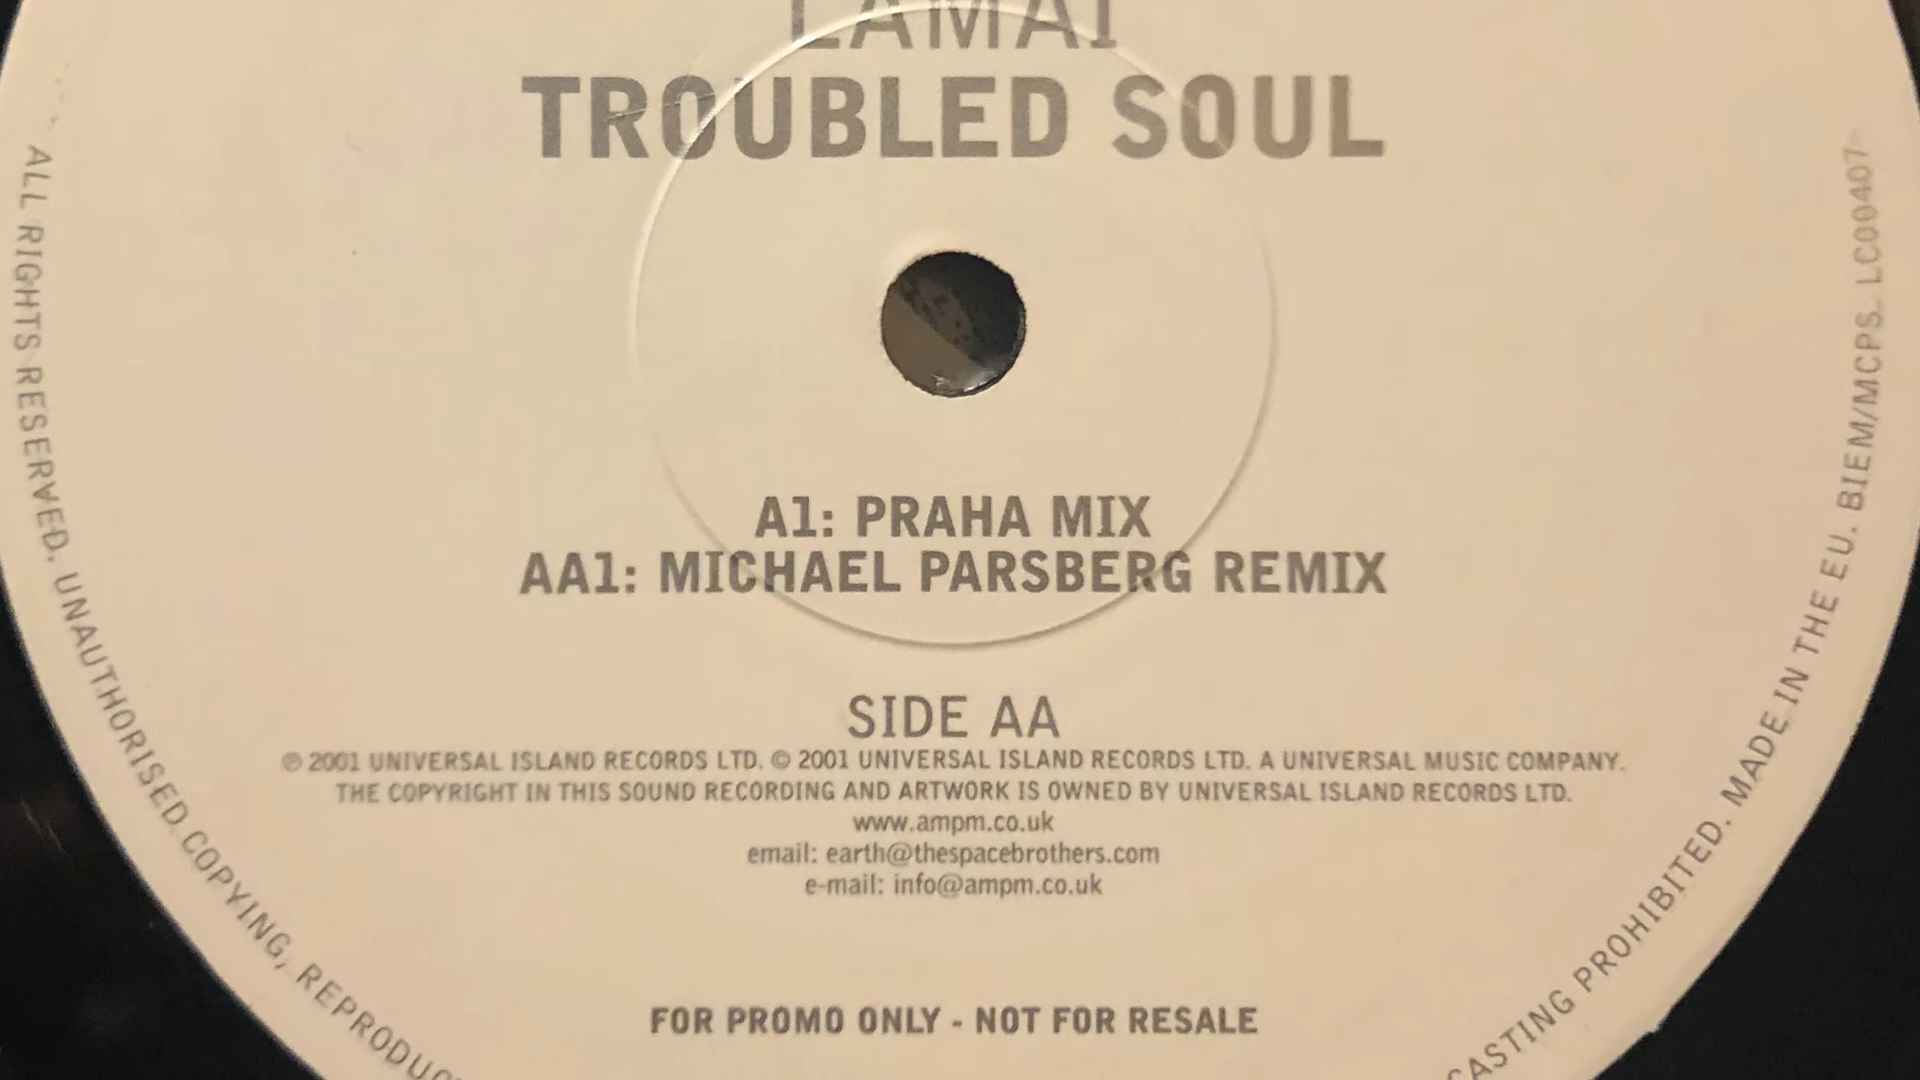 LAMAI
TROUBLED SOUL
A1: PRAHA MIX
AA1: MICHAEL PARSBERG REMIX
SIDE AA
℗ 2001 UNIVERSAL ISLAND RECORDS LTD. © 2001 UNIVERSAL ISLAND RECORDS LTD. A UNIVERSAL MUSIC COMPANY.
THE COPYRIGHT IN THIS SOUND RECORDING AND ARTWORK IS OWNED BY UNIVERSAL ISLAND RECORDS LTD.
www.ampm.co.uk
email: earth@thespacebrothers.com
e-mail: info@ampm.co.uk
FOR PROMO ONLY - NOT FOR RESALE
ALL RIGHTS RESERVED. UNAUTHORISED COPYING, REPRODUC
CASTING PROHIBITED. MADE IN THE EU. BIEM/MCPS. LC00407